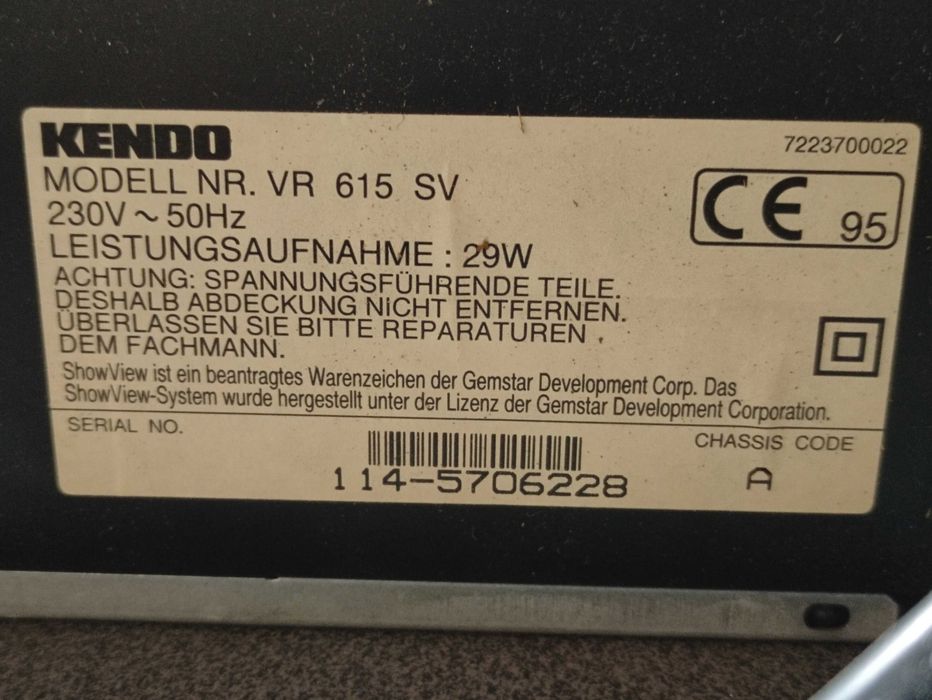 KENDO
7223700022
MODELL NR. VR 615 SV
230V ~ 50Hz
CE 95
LEISTUNGSAUFNAHME : 29W
ACHTUNG: SPANNUNGSFÜHRENDE TEILE.
DESHALB ABDECKUNG NICHT ENTFERNEN.
ÜBERLASSEN SIE BITTE REPARATUREN
DEM FACHMANN.
ShowView ist ein beantragtes Warenzeichen der Gemstar Development Corp. Das
ShowView-System wurde hergestellt unter der Lizenz der Gemstar Development Corporation.
SERIAL NO.
CHASSIS CODE
114-5706228
A